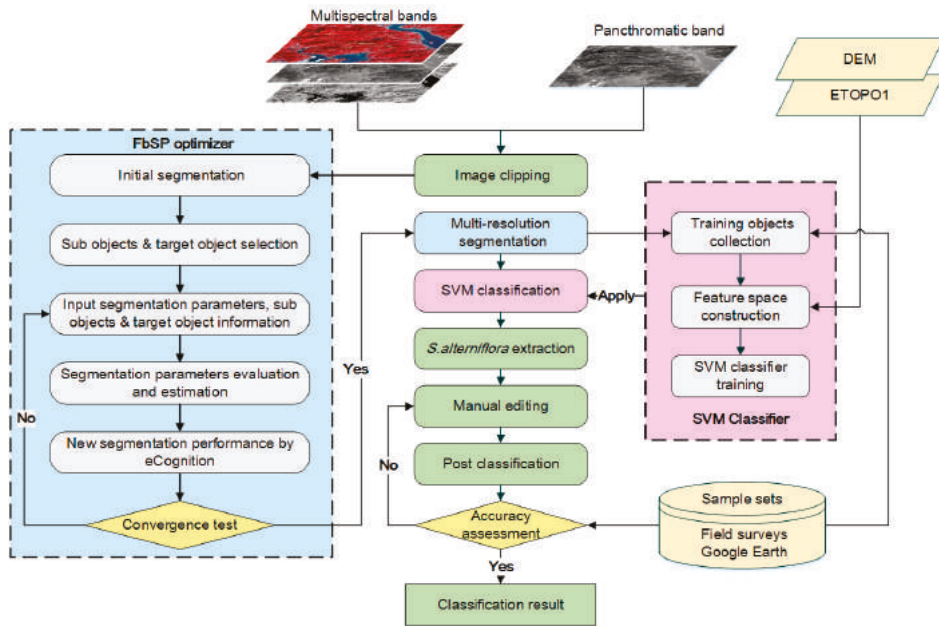 Multispectral bands
Pancthromatic band
DEM
ETOPO1
FbSP optimizer
Initial segmentation
Image clipping
Sub objects & target object selection
Multi-resolution
segmentation
Training objects
collection
Input segmentation parameters, sub
objects & target object information
SVM classification
Apply
Feature space
construction
Yes
S.alterniflora extraction
Segmentation parameters evaluation
and estimation
SVM classifier
training
No
Manual editing
SVM Classifier
New segmentation performance by
eCognition
No
Post classification
Sample sets
Convergence test
Accuracy
assessment
Field surveys
Google Earth
Yes
Classification result